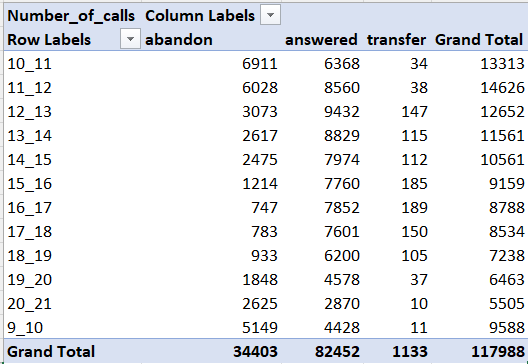 Number_of_calls Column Labels
Row Labels abandon answered transfer Grand Total
10_11 6911 6368 34 13313
11_12 6028 8560 38 14626
12_13 3073 9432 147 12652
13_14 2617 8829 115 11561
14_15 2475 7974 112 10561
15_16 1214 7760 185 9159
16_17 747 7852 189 8788
17_18 783 7601 150 8534
18_19 933 6200 105 7238
19_20 1848 4578 37 6463
20_21 2625 2870 10 5505
9_10 5149 4428 11 9588
Grand Total 34403 82452 1133 117988